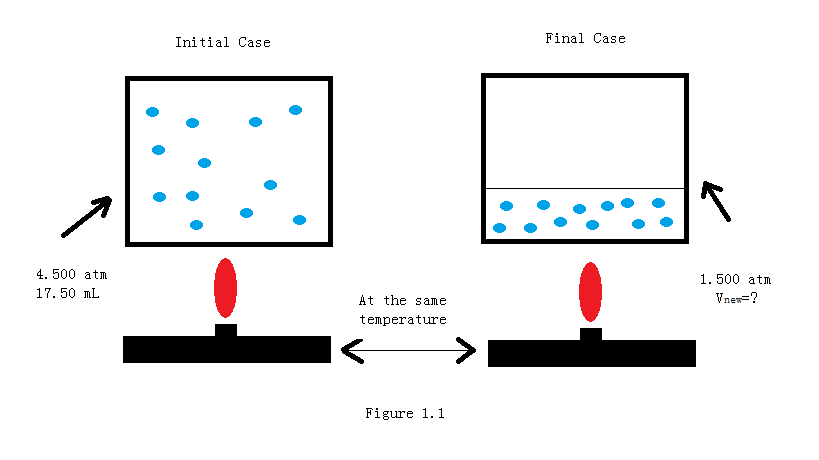 Initial Case
Final Case
4.500 atm
17.50 mL
At the same
temperature
1.500 atm
Vnew=?
Figure 1.1